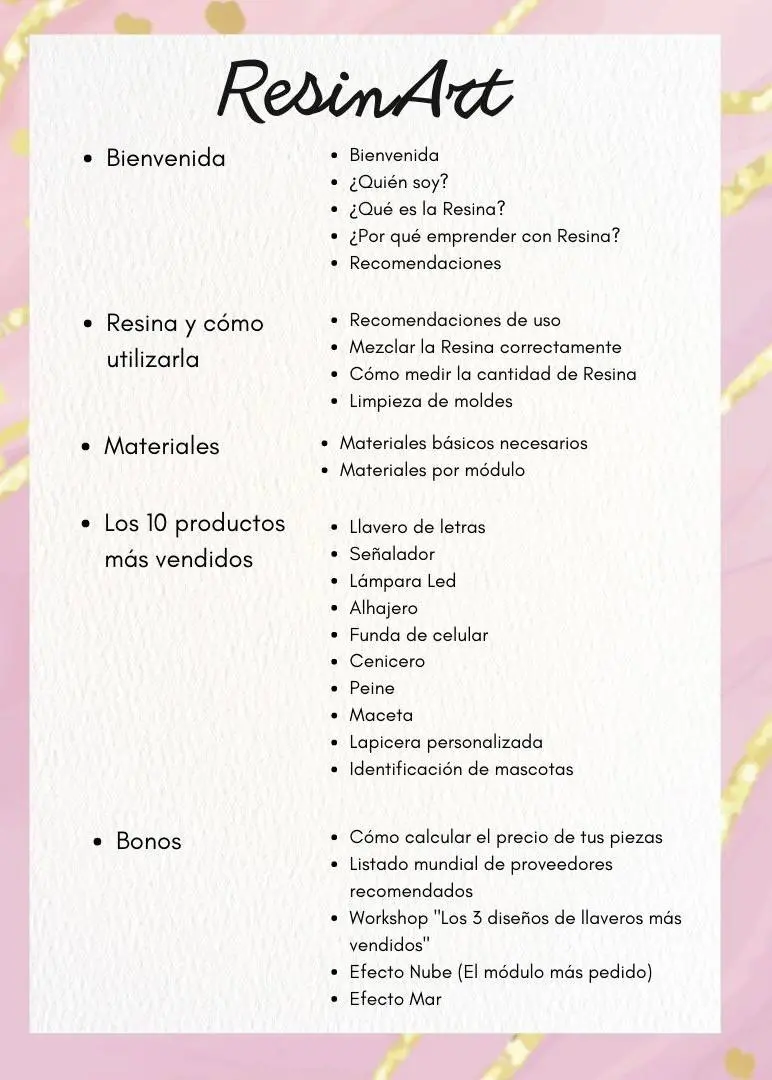 ResinArt
• Bienvenida
• Bienvenida
• ¿Quién soy?
• ¿Qué es la Resina?
• ¿Por qué emprender con Resina?
• Recomendaciones
• Resina y cómo
utilizarla
• Recomendaciones de uso
• Mezclar la Resina correctamente
• Cómo medir la cantidad de Resina
• Limpieza de moldes
• Materiales
• Materiales básicos necesarios
• Materiales por módulo
• Los 10 productos
más vendidos
• Llavero de letras
• Señalador
• Lámpara Led
• Alhajero
• Funda de celular
• Cenicero
• Peine
• Maceta
• Lapicera personalizada
• Identificación de mascotas
• Bonos
• Cómo calcular el precio de tus piezas
• Listado mundial de proveedores
recomendados
• Workshop "Los 3 diseños de llaveros más
vendidos"
• Efecto Nube (El módulo más pedido)
• Efecto Mar